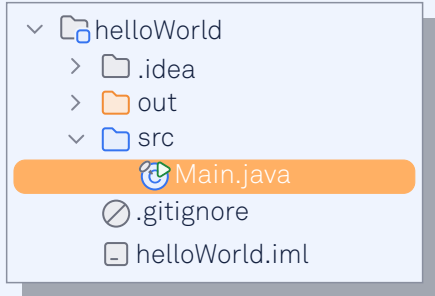 helloWorld
.idea
out
src
Main.java
.gitignore
helloWorld.iml